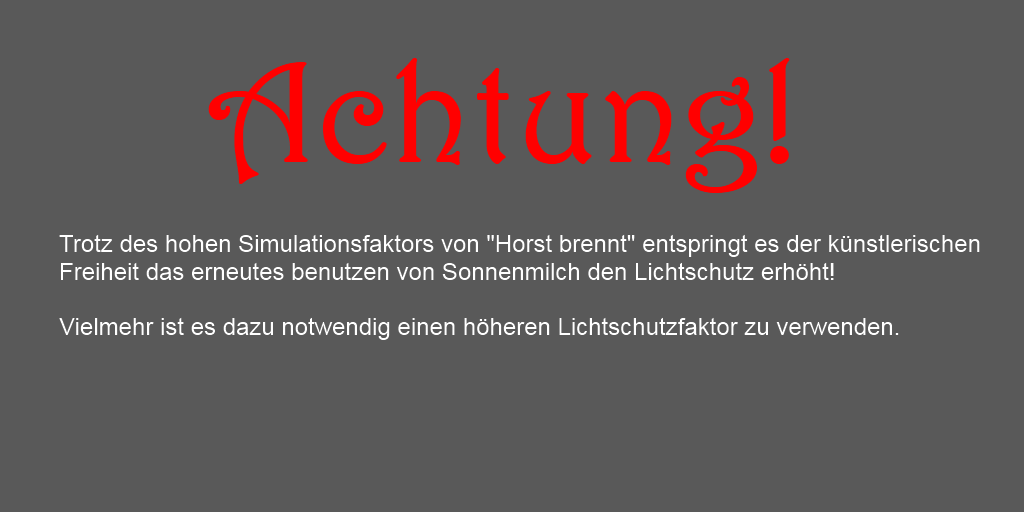 Achtung!
Trotz des hohen Simulationsfaktors von "Horst brennt" entspringt es der künstlerischen
Freiheit das erneutes benutzen von Sonnenmilch den Lichtschutz erhöht!
Vielmehr ist es dazu notwendig einen höheren Lichtschutzfaktor zu verwenden.